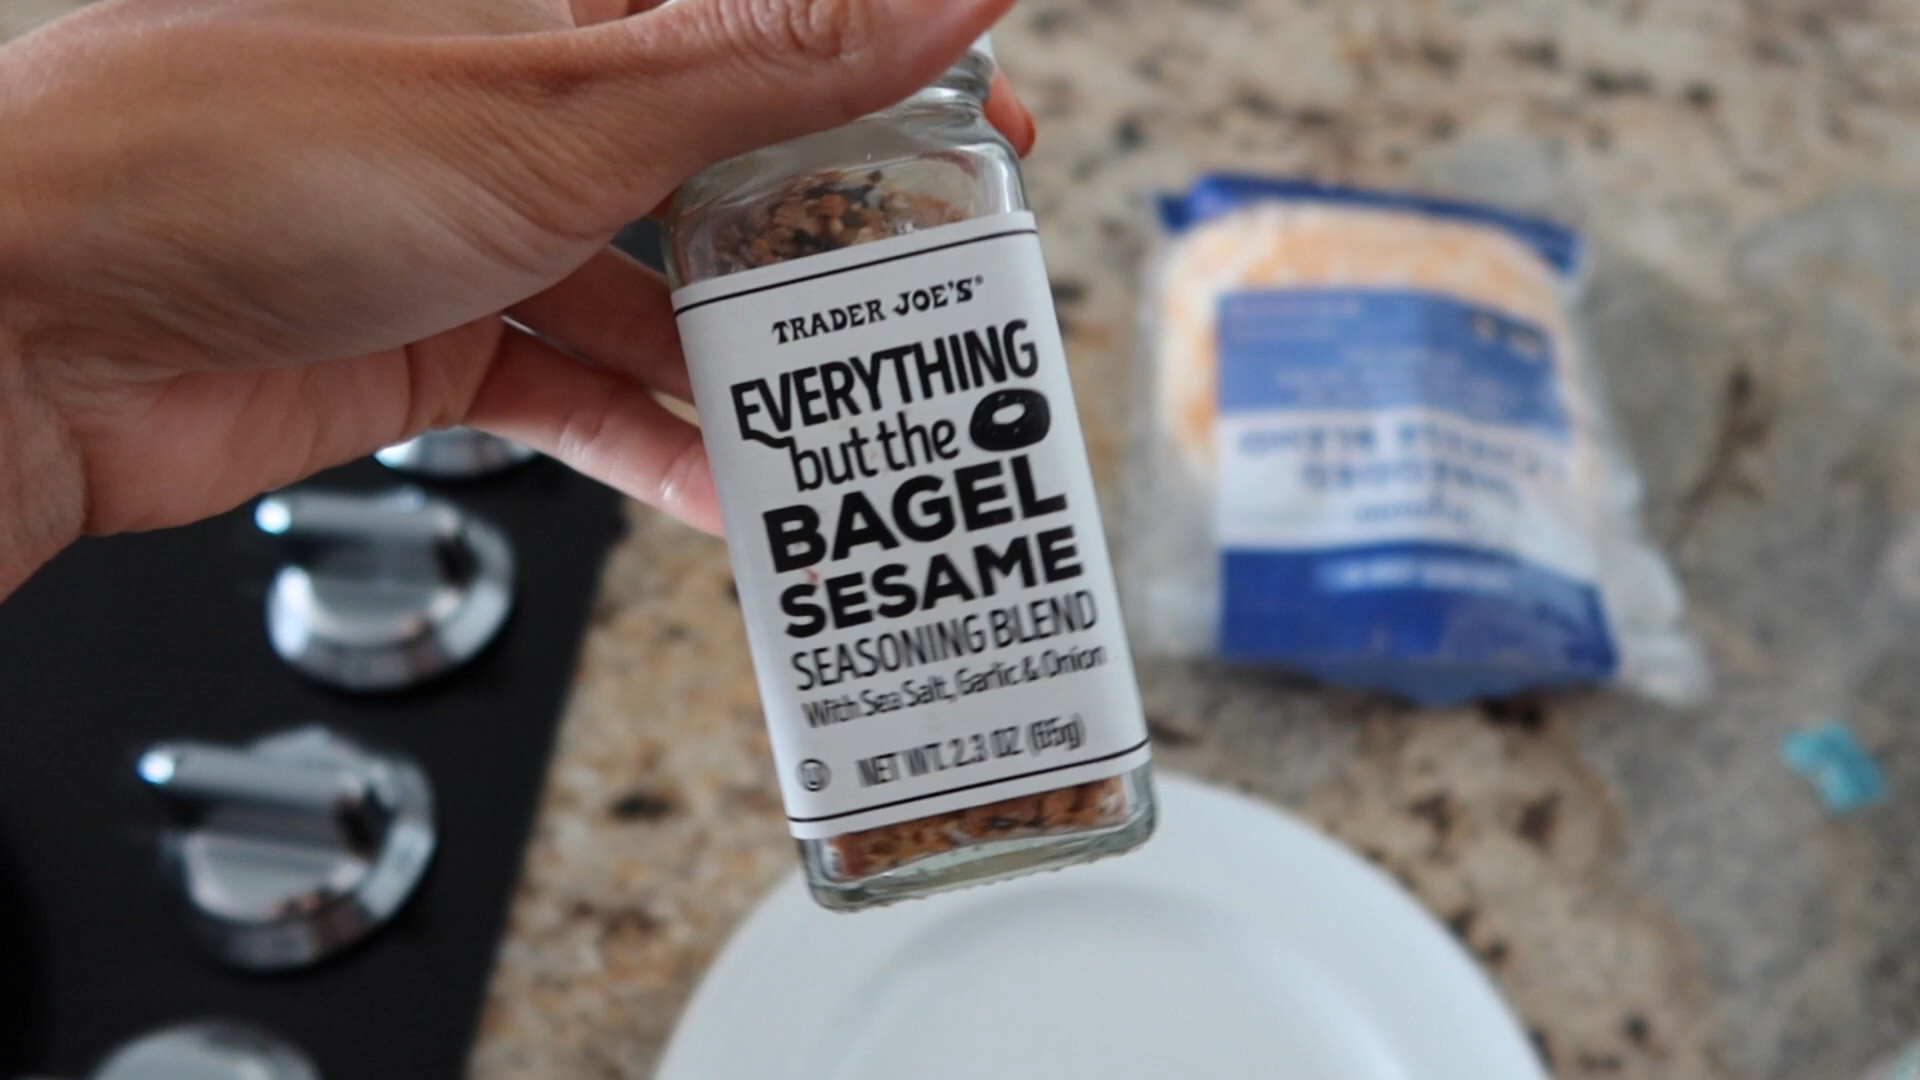 TRADER JOE'S®
EVERYTHING
but the
BAGEL
SESAME
SEASONING BLEND
With Sea Salt, Garlic & Onion
U NET WT. 2.3 OZ (65g)